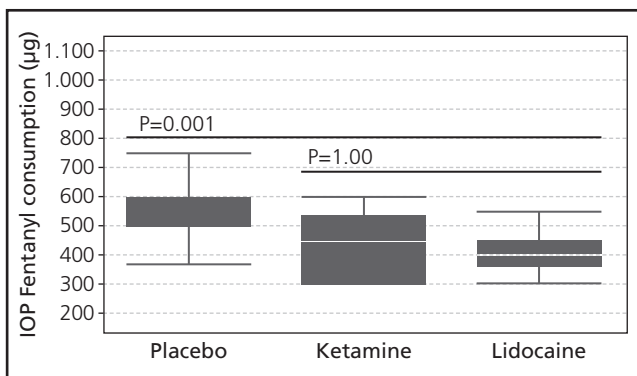 IOP Fentanyl consumption (µg)
1.100
1.000
900
800
700
600
500
400
300
200
P=0.001
P=1.00
Placebo Ketamine Lidocaine